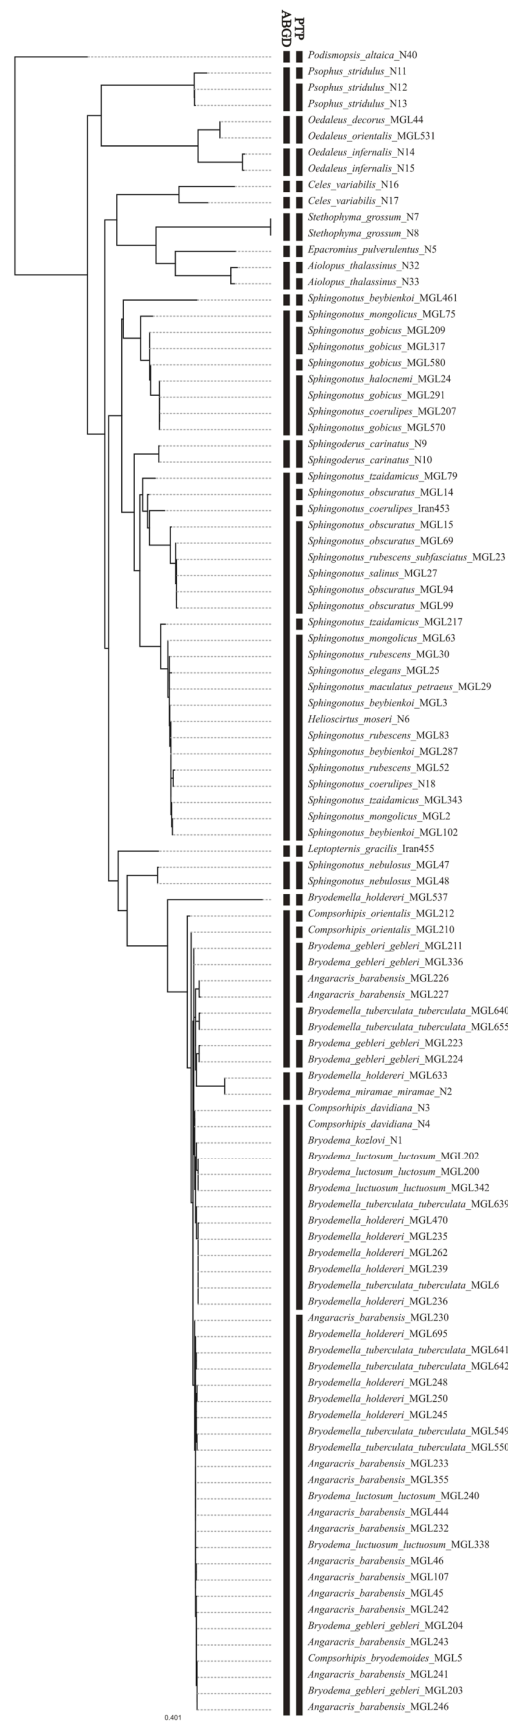 ABGD PTP
Podismopsis_altaica_N40
Psophus_stridulus_N11
Psophus_stridulus_N12
Psophus_stridulus_N13
Oedaleus_decorus_MGL44
Oedaleus_orientalis_MGL531
Oedaleus_infernalis_N14
Oedaleus_infernalis_N15
Celes_variabilis_N16
Celes_variabilis_N17
Stethophyma_grossum_N7
Stethophyma_grossum_N8
Epacromius_pulverulentus_N5
Aiolopus_thalassinus_N32
Aiolopus_thalassinus_N33
Sphingonotus_beybienkoi_MGL461
Sphingonotus_mongolicus_MGL75
Sphingonotus_gobicus_MGL209
Sphingonotus_gobicus_MGL317
Sphingonotus_gobicus_MGL580
Sphingonotus_halocnemi_MGL24
Sphingonotus_gobicus_MGL291
Sphingonotus_coerulipes_MGL207
Sphingonotus_gobicus_MGL570
Sphingoderus_carinatus_N9
Sphingoderus_carinatus_N10
Sphingonotus_tzaidamicus_MGL79
Sphingonotus_obscuratus_MGL14
Sphingonotus_coerulipes_Iran453
Sphingonotus_obscuratus_MGL15
Sphingonotus_obscuratus_MGL69
Sphingonotus_rubescens_subfasciatus_MGL23
Sphingonotus_salinus_MGL27
Sphingonotus_obscuratus_MGL94
Sphingonotus_obscuratus_MGL99
Sphingonotus_tzaidamicus_MGL217
Sphingonotus_mongolicus_MGL63
Sphingonotus_rubescens_MGL30
Sphingonotus_elegans_MGL25
Sphingonotus_maculatus_petraeus_MGL29
Sphingonotus_beybienkoi_MGL3
Helioscirtus_moseri_N6
Sphingonotus_rubescens_MGL83
Sphingonotus_beybienkoi_MGL287
Sphingonotus_rubescens_MGL52
Sphingonotus_coerulipes_N18
Sphingonotus_tzaidamicus_MGL343
Sphingonotus_mongolicus_MGL2
Sphingonotus_beybienkoi_MGL102
Leptopternis_gracilis_Iran455
Sphingonotus_nebulosus_MGL47
Sphingonotus_nebulosus_MGL48
Bryodemella_holdereri_MGL537
Compsorhipis_orientalis_MGL212
Compsorhipis_orientalis_MGL210
Bryodema_gebleri_gebleri_MGL211
Bryodema_gebleri_gebleri_MGL336
Angaracris_barabensis_MGL226
Angaracris_barabensis_MGL227
Bryodemella_tuberculata_tuberculata_MGL640
Bryodemella_tuberculata_tuberculata_MGL655
Bryodema_gebleri_gebleri_MGL223
Bryodema_gebleri_gebleri_MGL224
Bryodemella_holdereri_MGL633
Bryodema_miramae_miramae_N2
Compsorhipis_davidiana_N3
Compsorhipis_davidiana_N4
Bryodema_kozlovi_N1
Bryodema_luctosum_luctosum_MGL202
Bryodema_luctosum_luctosum_MGL200
Bryodema_luctuosum_luctuosum_MGL342
Bryodemella_tuberculata_tuberculata_MGL639
Bryodemella_holdereri_MGL470
Bryodemella_holdereri_MGL235
Bryodemella_holdereri_MGL262
Bryodemella_holdereri_MGL239
Bryodemella_tuberculata_tuberculata_MGL6
Bryodemella_holdereri_MGL236
Angaracris_barabensis_MGL230
Bryodemella_holdereri_MGL695
Bryodemella_tuberculata_tuberculata_MGL641
Bryodemella_tuberculata_tuberculata_MGL642
Bryodemella_holdereri_MGL248
Bryodemella_holdereri_MGL250
Bryodemella_holdereri_MGL245
Bryodemella_tuberculata_tuberculata_MGL549
Bryodemella_tuberculata_tuberculata_MGL550
Angaracris_barabensis_MGL233
Angaracris_barabensis_MGL355
Bryodema_luctosum_luctosum_MGL240
Angaracris_barabensis_MGL444
Angaracris_barabensis_MGL232
Bryodema_luctuosum_luctuosum_MGL338
Angaracris_barabensis_MGL46
Angaracris_barabensis_MGL107
Angaracris_barabensis_MGL45
Angaracris_barabensis_MGL242
Bryodema_gebleri_gebleri_MGL204
Angaracris_barabensis_MGL243
Compsorhipis_bryodemoides_MGL5
Angaracris_barabensis_MGL241
Bryodema_gebleri_gebleri_MGL203
Angaracris_barabensis_MGL246
0.401